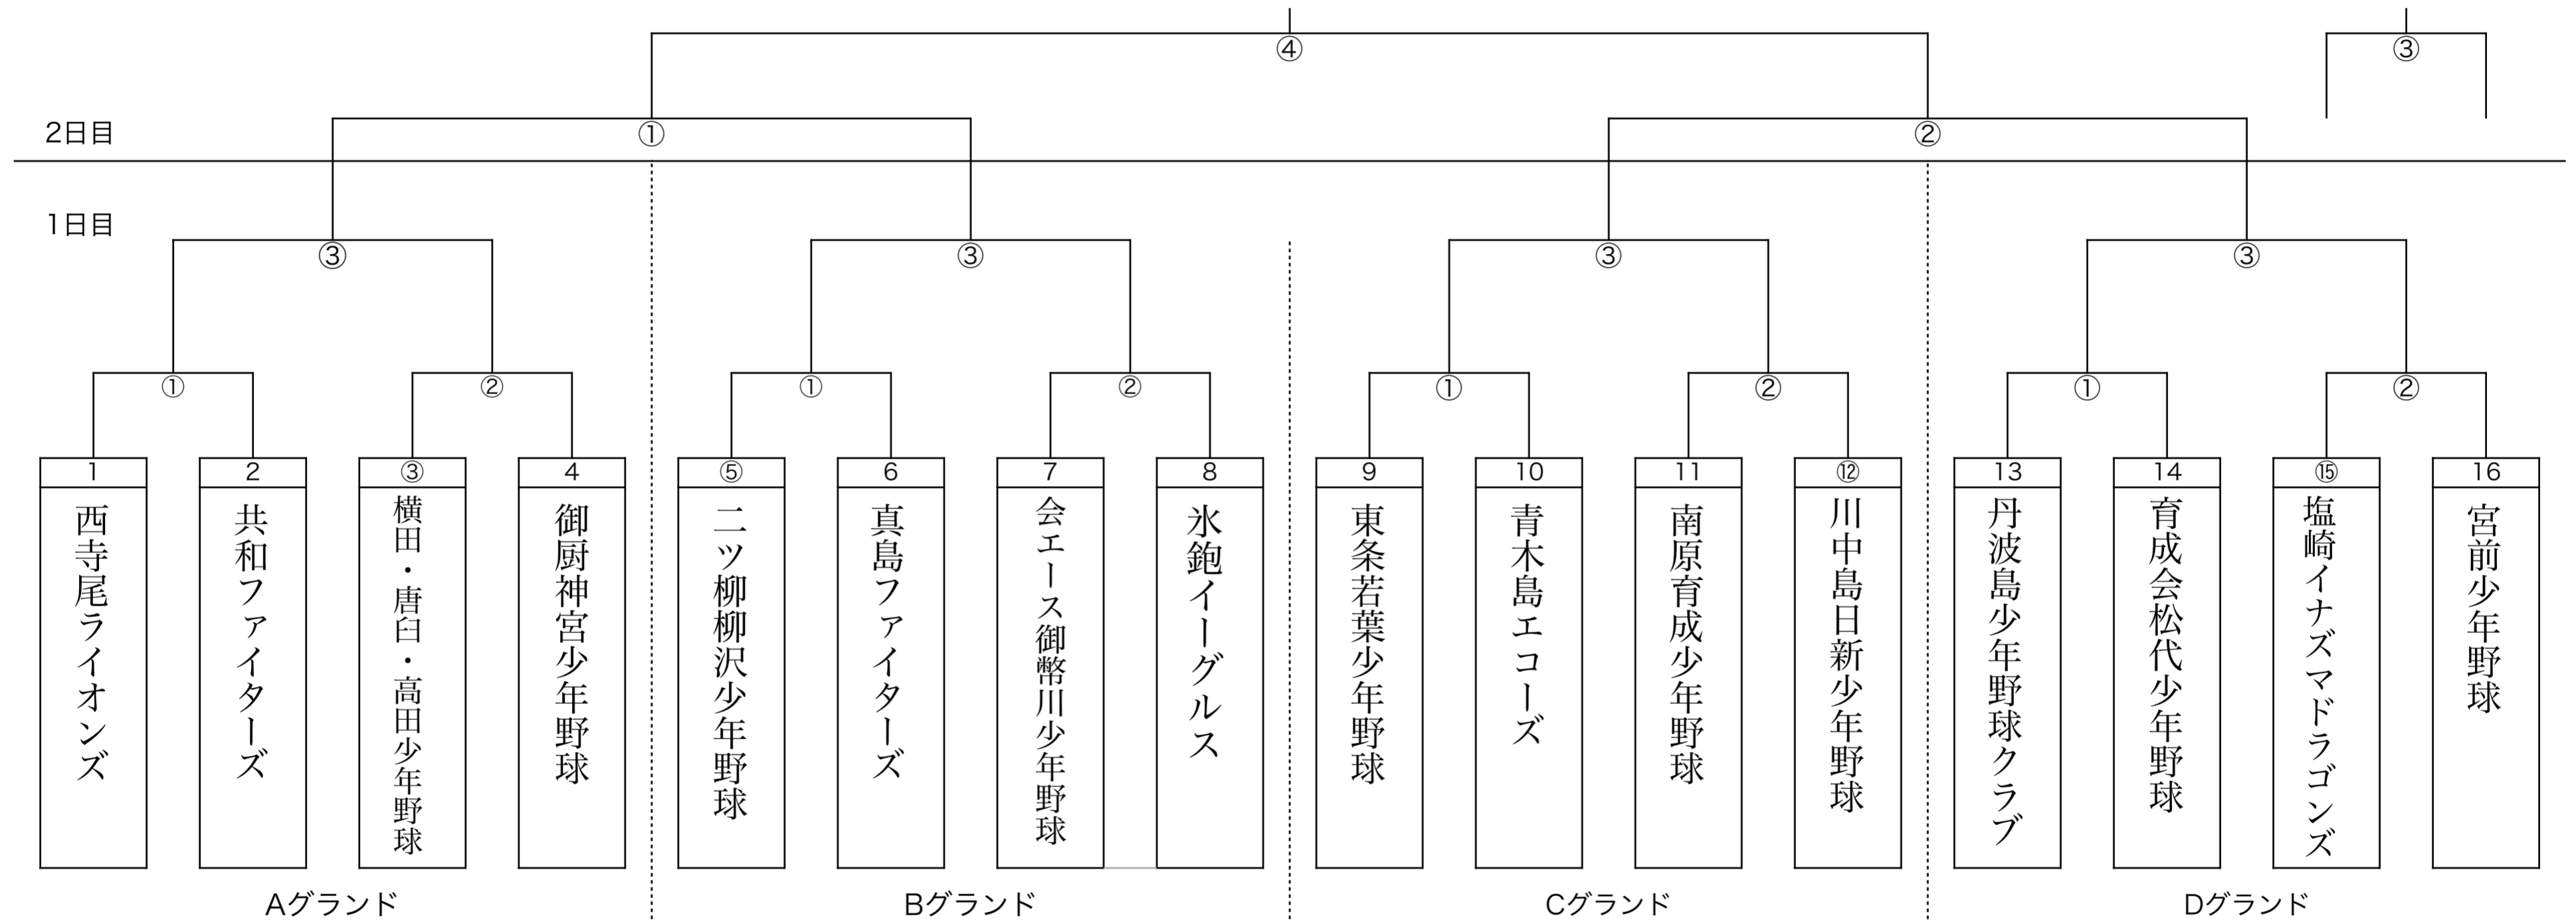 ④
③
2日目
①
②
1日目
③
③
③
③
①
②
①
②
①
②
①
②
1
西寺尾ライオンズ
2
共和ファイターズ
③
横田・唐臼・高田少年野球
4
御厨神宮少年野球
⑤
二ツ柳柳沢少年野球
6
真島ファイターズ
7
会エース御幣川少年野球
8
氷鉋イーグルス
9
東条若葉少年野球
10
青木島エコーズ
11
南原育成少年野球
⑫
川中島日新少年野球
13
丹波島少年野球クラブ
14
育成会松代少年野球
⑮
塩崎イナズマドラゴンズ
16
宮前少年野球
Aグランド
Bグランド
Cグランド
Dグランド